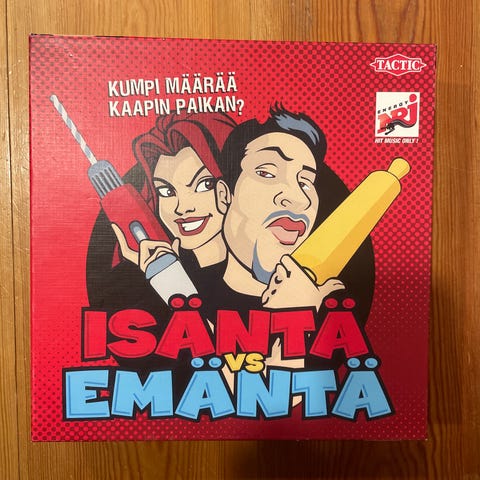 KUMPI MÄÄRÄÄ
KAAPIN PAIKAN?
TACTIC
ENERGY
NRJ
HIT MUSIC ONLY!
ISÄNTÄ
VS
EMÄNTÄ